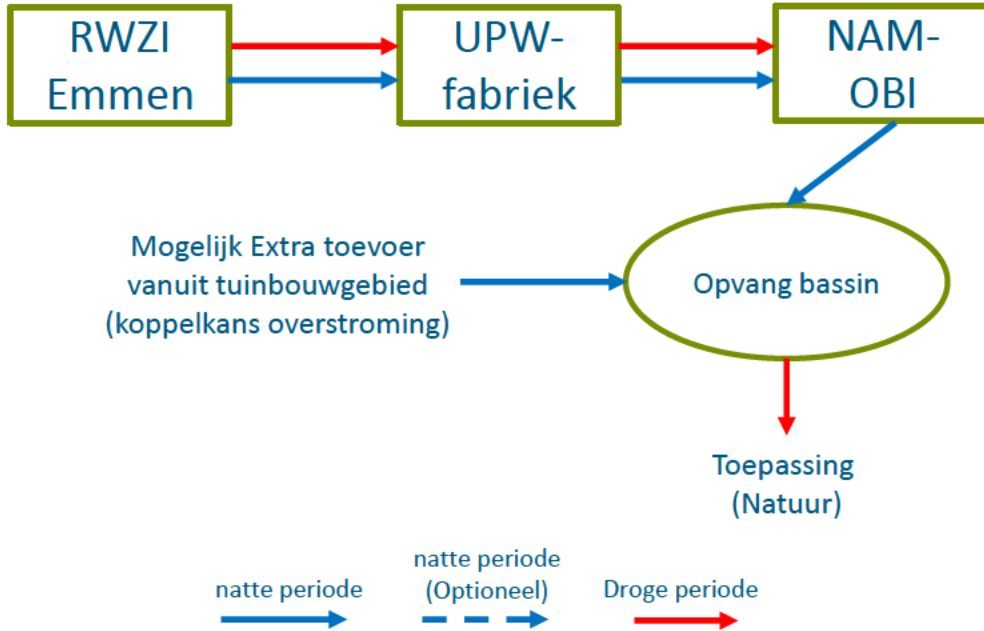 RWZI
Emmen
UPW-
fabriek
NAM-
OBI
Mogelijk Extra toevoer
vanuit tuinbouwgebied
(koppelkans overstroming)
Opvang bassin
Toepassing
(Natuur)
natte periode
natte periode
(Optioneel)
Droge periode